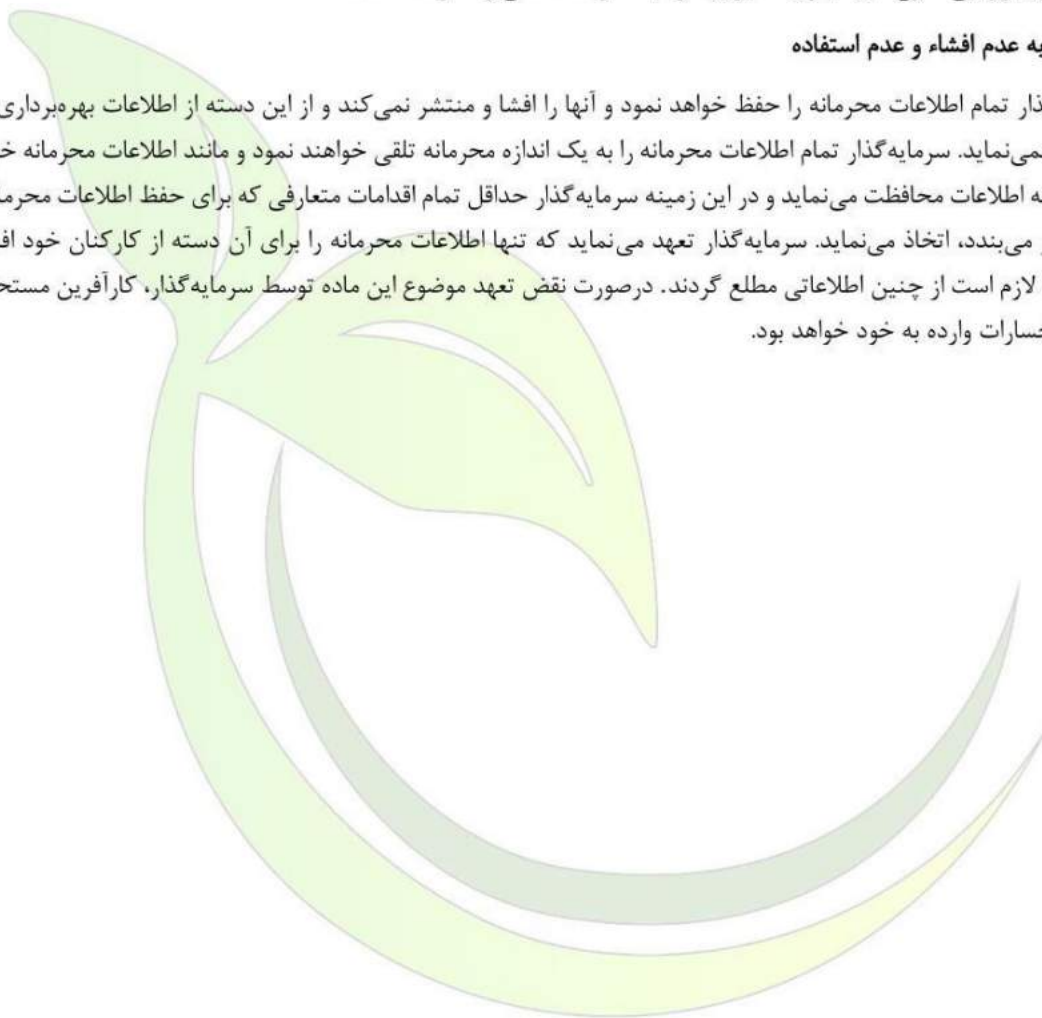 به عدم افشاء و عدم استفاده
ذار تمام اطلاعات محرمانه را حفظ خواهد نمود و آنها را افشا و منتشر نمی‌کند و از این دسته از اطلاعات بهره‌برداری
نمی‌نماید. سرمایه‌گذار تمام اطلاعات محرمانه را به یک اندازه محرمانه تلقی خواهند نمود و مانند اطلاعات محرمانه خ
ه اطلاعات محافظت می‌نماید و در این زمینه سرمایه‌گذار حداقل تمام اقدامات متعارفی که برای حفظ اطلاعات محرم
می‌بندد، اتخاذ می‌نماید. سرمایه‌گذار تعهد می‌نماید که تنها اطلاعات محرمانه را برای آن دسته از کارکنان خود اف
لازم است از چنین اطلاعاتی مطلع گردند. درصورت نقض تعهد موضوع این ماده توسط سرمایه‌گذار، کارآفرین مستح
خسارات وارده به خود خواهد بود.